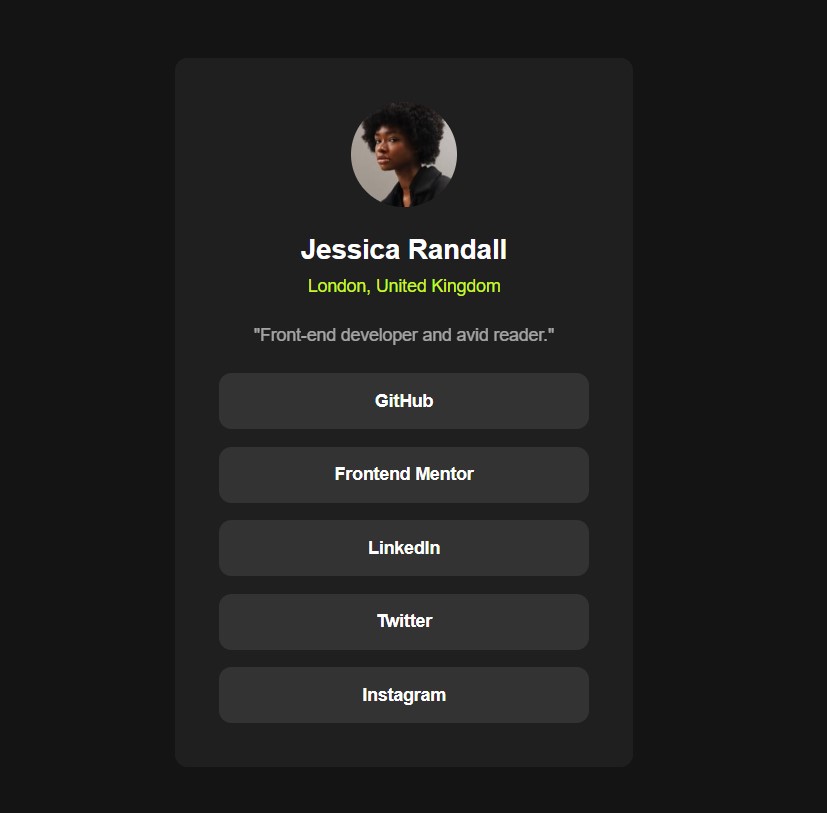 Jessica Randall
London, United Kingdom
"Front-end developer and avid reader."
GitHub
Frontend Mentor
LinkedIn
Twitter
Instagram